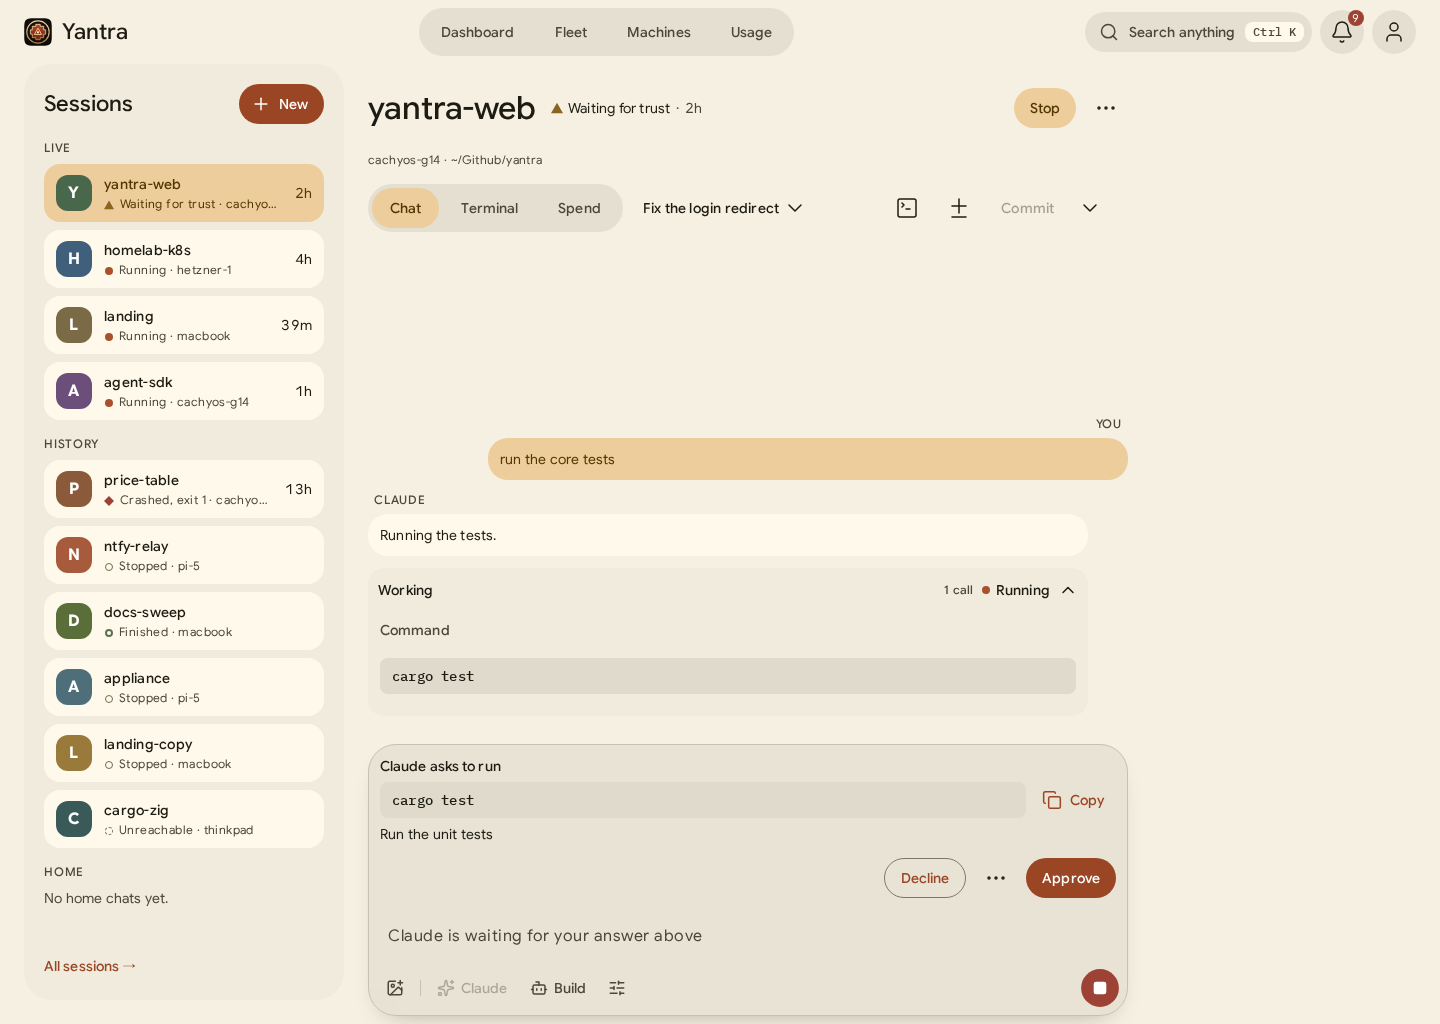 Yantra
Dashboard
Fleet
Machines
Usage
Search anything
Ctrl K
9
Sessions
New
LIVE
Y
yantra-web
Waiting for trust · cachyo...
2h
H
homelab-k8s
Running · hetzner-1
4h
L
landing
Running · macbook
39m
A
agent-sdk
Running · cachyos-g14
1h
HISTORY
P
price-table
Crashed, exit 1 · cachyo...
13h
N
ntfy-relay
Stopped · pi-5
D
docs-sweep
Finished · macbook
A
appliance
Stopped · pi-5
L
landing-copy
Stopped · macbook
C
cargo-zig
Unreachable · thinkpad
HOME
No home chats yet.
All sessions →
yantra-web
Waiting for trust · 2h
Stop
cachyos-g14 · ~/Github/yantra
Chat
Terminal
Spend
Fix the login redirect
Commit
YOU
run the core tests
CLAUDE
Running the tests.
Working
1 call
Running
Command
cargo test
Claude asks to run
cargo test
Copy
Run the unit tests
Decline
Approve
Claude is waiting for your answer above
Claude
Build